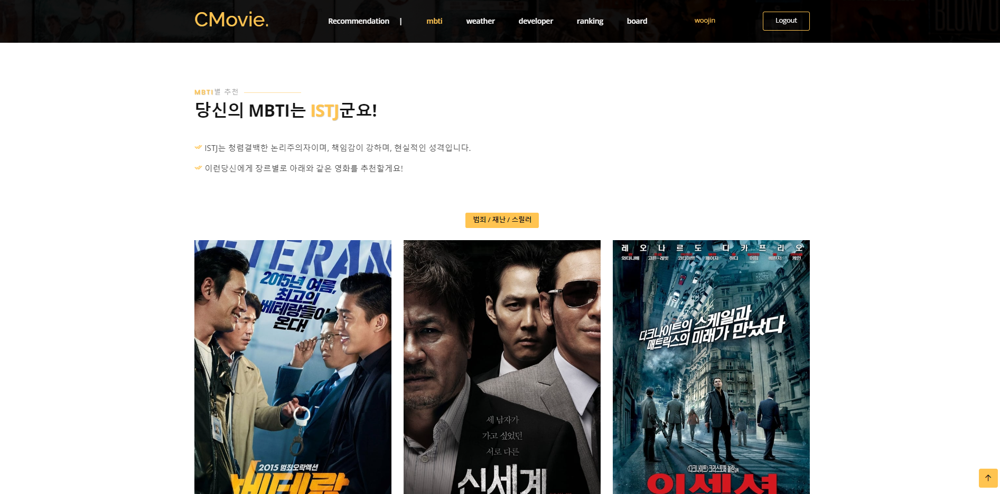 CMovie.
Recommendation | mbti weather developer ranking board woojin Logout
MBTI별 추천
당신의 MBTI는 ISTJ군요!
ISTJ는 청렴결백한 논리주의자이며, 책임감이 강하며, 현실적인 성격입니다.
이런당신에게 장르별로 아래와 같은 영화를 추천할게요!
범죄 / 재난 / 스릴러
VETERAN
2015년 여름,
최고의
베테랑들이
온다!
2015 범죄오락액션
베테랑
세 남자가
가고 싶었던
서로 다른
신세계
레오나르도 디카프리오
와타나베 고든-레빗 코티아르 페이지 하디 머피 베린저 케인
다크나이트의 스케일과
매트릭스의 미래가 만났다
<다크나이트> 크리스토퍼 놀란 감독
인셉션